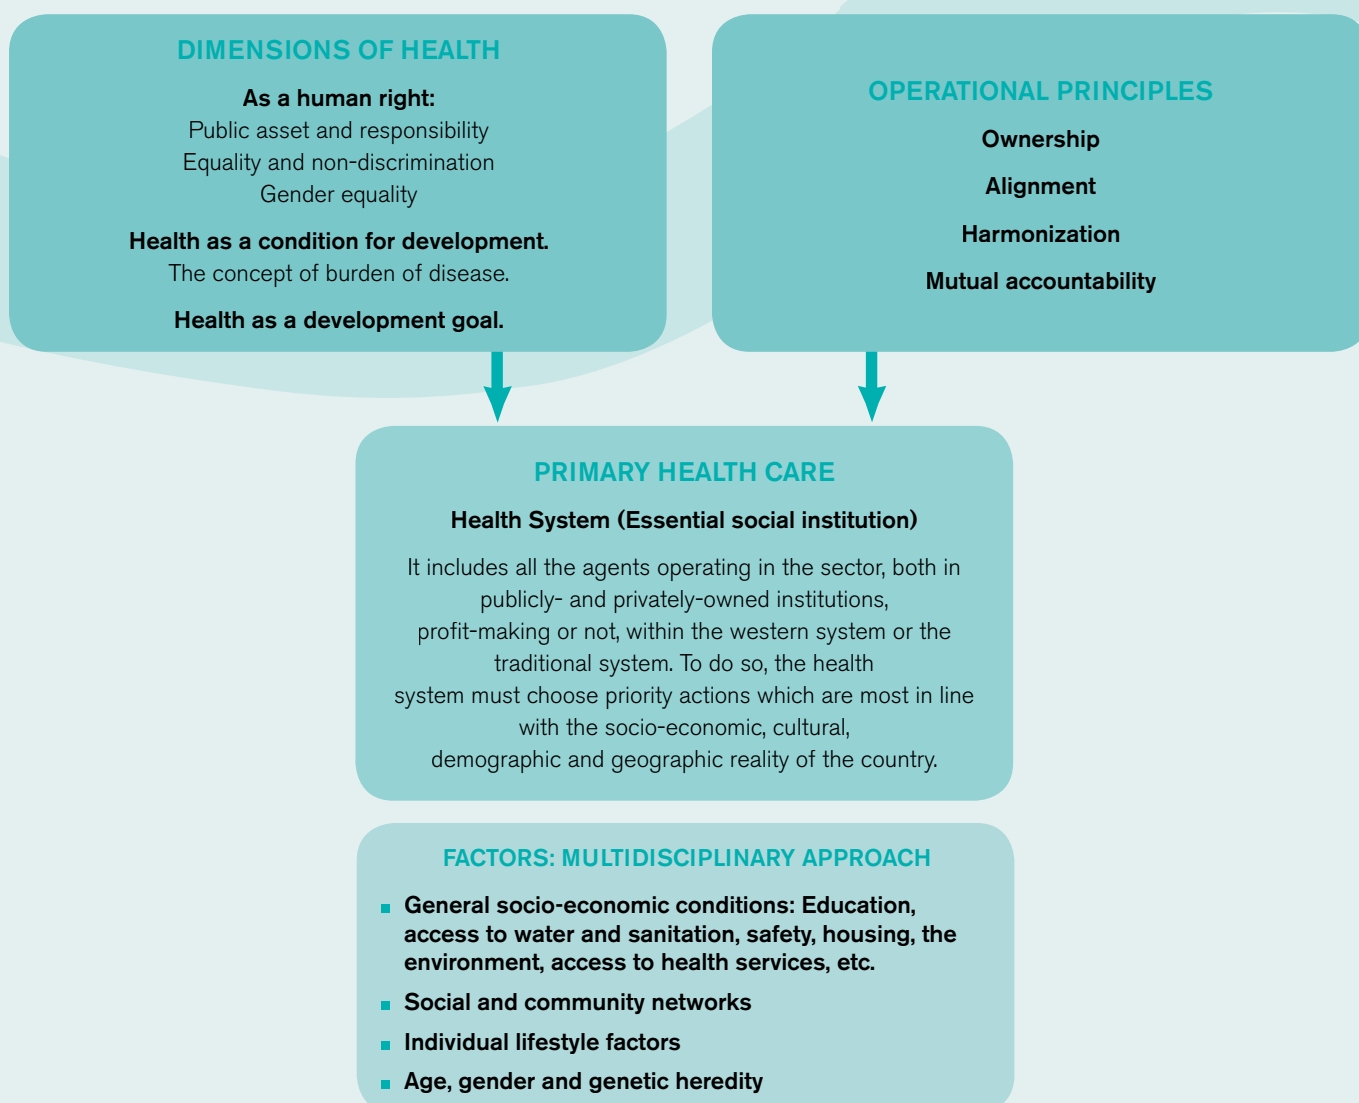 DIMENSIONS OF HEALTH
As a human right:
Public asset and responsibility
Equality and non-discrimination
Gender equality
Health as a condition for development.
The concept of burden of disease.
Health as a development goal.
OPERATIONAL PRINCIPLES
Ownership
Alignment
Harmonization
Mutual accountability
PRIMARY HEALTH CARE
Health System (Essential social institution)
It includes all the agents operating in the sector, both in
publicly- and privately-owned institutions,
profit-making or not, within the western system or the
traditional system. To do so, the health
system must choose priority actions which are most in line
with the socio-economic, cultural,
demographic and geographic reality of the country.
FACTORS: MULTIDISCIPLINARY APPROACH
General socio-economic conditions: Education,
access to water and sanitation, safety, housing, the
environment, access to health services, etc.
Social and community networks
Individual lifestyle factors
Age, gender and genetic heredity